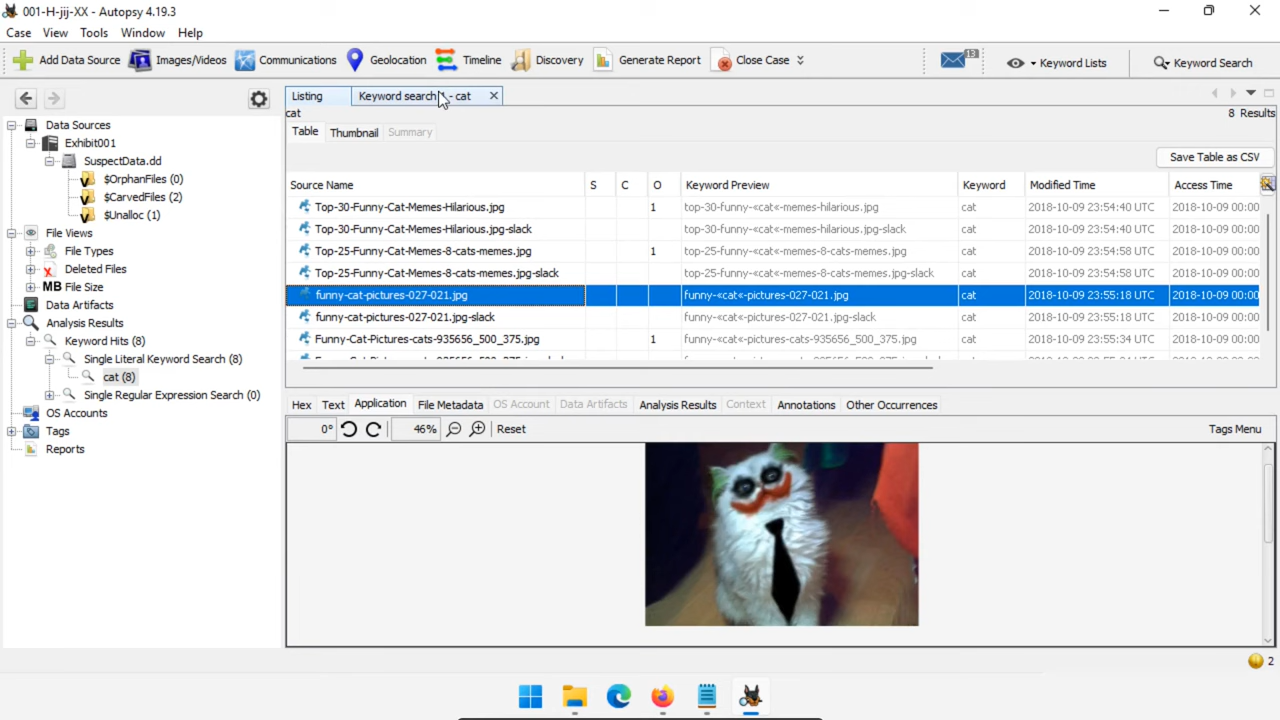 001-H-jij-XX - Autopsy 4.19.3
Case View Tools Window Help
Add Data Source Images/Videos Communications Geolocation Timeline Discovery Generate Report Close Case 13 Keyword Lists Keyword Search
Listing Keyword search 1 - cat
cat 8 Results
Table Thumbnail Summary
Save Table as CSV
Source Name S C O Keyword Preview Keyword Modified Time Access Time
Top-30-Funny-Cat-Memes-Hilarious.jpg 1 top-30-funny-«cat«-memes-hilarious.jpg cat 2018-10-09 23:54:40 UTC 2018-10-09 00:00
Top-30-Funny-Cat-Memes-Hilarious.jpg-slack top-30-funny-«cat«-memes-hilarious.jpg-slack cat 2018-10-09 23:54:40 UTC 2018-10-09 00:00
Top-25-Funny-Cat-Memes-8-cats-memes.jpg 1 top-25-funny-«cat«-memes-8-cats-memes.jpg cat 2018-10-09 23:54:58 UTC 2018-10-09 00:00
Top-25-Funny-Cat-Memes-8-cats-memes.jpg-slack top-25-funny-«cat«-memes-8-cats-memes.jpg-slack cat 2018-10-09 23:54:58 UTC 2018-10-09 00:00
funny-cat-pictures-027-021.jpg funny-«cat«-pictures-027-021.jpg cat 2018-10-09 23:55:18 UTC 2018-10-09 00:00
funny-cat-pictures-027-021.jpg-slack funny-«cat«-pictures-027-021.jpg-slack cat 2018-10-09 23:55:18 UTC 2018-10-09 00:00
Funny-Cat-Pictures-cats-935656_500_375.jpg 1 funny-«cat«-pictures-cats-935656_500_375.jpg cat 2018-10-09 23:55:34 UTC 2018-10-09 00:00
Data Sources
Exhibit001
SuspectData.dd
$OrphanFiles (0)
$CarvedFiles (2)
$Unalloc (1)
File Views
File Types
Deleted Files
MB File Size
Data Artifacts
Analysis Results
Keyword Hits (8)
Single Literal Keyword Search (8)
cat (8)
Single Regular Expression Search (0)
OS Accounts
Tags
Reports
Hex Text Application File Metadata OS Account Data Artifacts Analysis Results Context Annotations Other Occurrences
0° 46% Reset Tags Menu
2